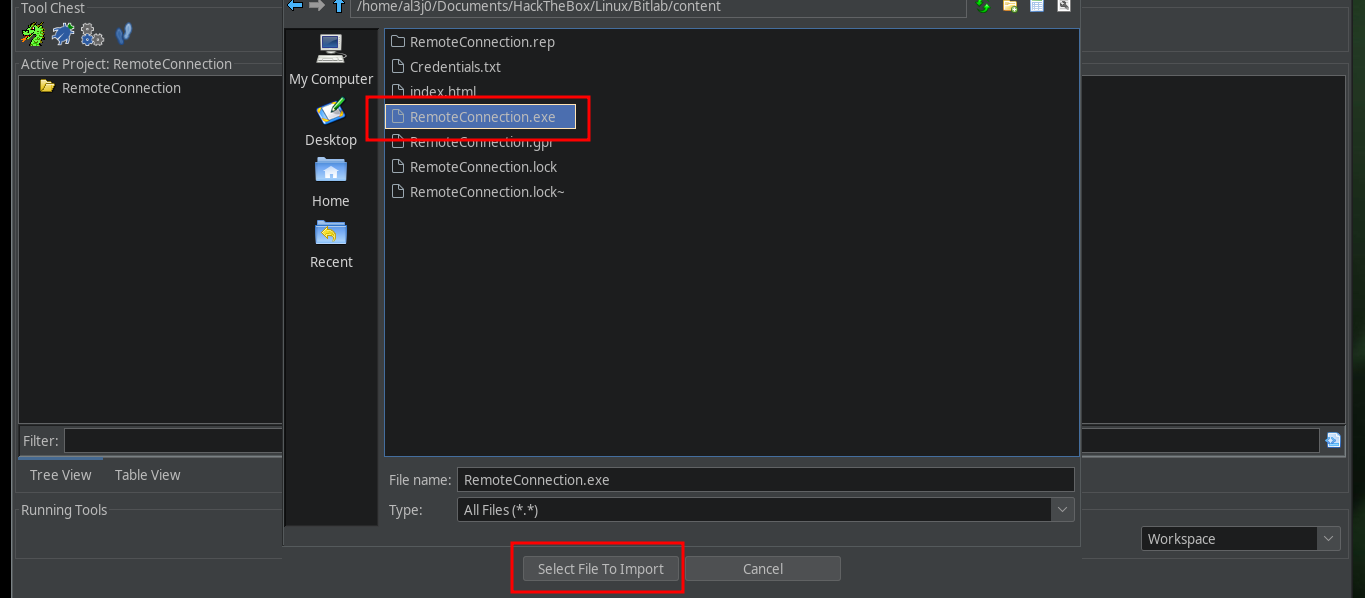 Tool Chest
/home/al3j0/Documents/HackTheBox/Linux/Bitlab/content
Active Project: RemoteConnection
RemoteConnection
My Computer
Desktop
Home
Recent
RemoteConnection.rep
Credentials.txt
index.html
RemoteConnection.exe
RemoteConnection.gpr
RemoteConnection.lock
RemoteConnection.lock~
Filter:
Tree View
Table View
File name:
RemoteConnection.exe
Type:
All Files (*.*)
Running Tools
Workspace
Select File To Import
Cancel